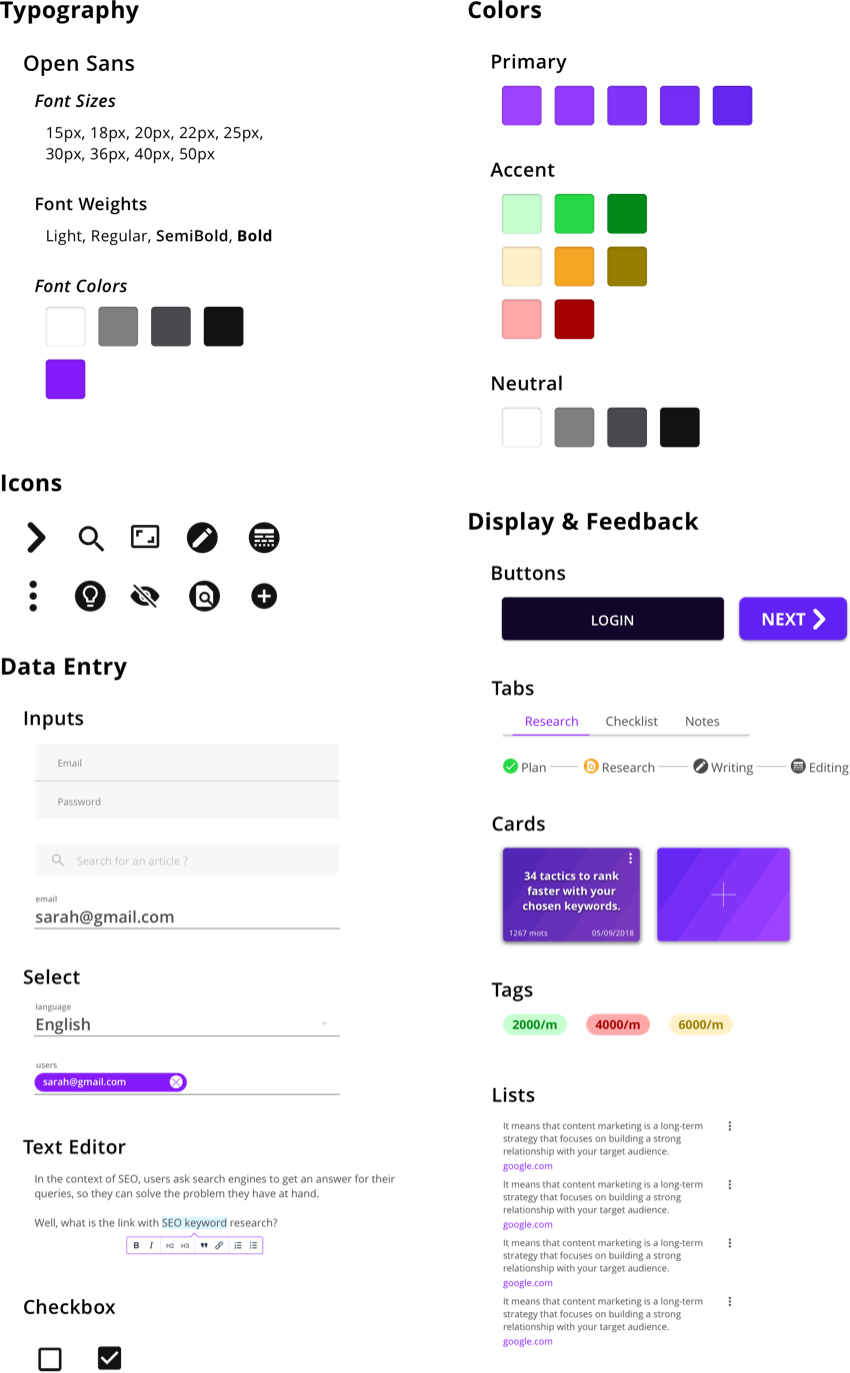 Typography
Open Sans
Font Sizes
15px, 18px, 20px, 22px, 25px,
30px, 36px, 40px, 50px
Font Weights
Light, Regular, SemiBold, Bold
Font Colors
Icons
Data Entry
Inputs
Email
Password
Search for an article ?
email
sarah@gmail.com
Select
language
English
users
sarah@gmail.com
Text Editor
In the context of SEO, users ask search engines to get an answer for their
queries, so they can solve the problem they have at hand.
Well, what is the link with SEO keyword research?
B I H2 H3
Checkbox
Colors
Primary
Accent
Neutral
Display & Feedback
Buttons
LOGIN
NEXT
Tabs
Research Checklist Notes
Plan Research Writing Editing
Cards
34 tactics to rank
faster with your
chosen keywords.
1267 mots 05/09/2018
Tags
2000/m 4000/m 6000/m
Lists
It means that content marketing is a long-term
strategy that focuses on building a strong
relationship with your target audience.
google.com
It means that content marketing is a long-term
strategy that focuses on building a strong
relationship with your target audience.
google.com
It means that content marketing is a long-term
strategy that focuses on building a strong
relationship with your target audience.
google.com
It means that content marketing is a long-term
strategy that focuses on building a strong
relationship with your target audience.
google.com